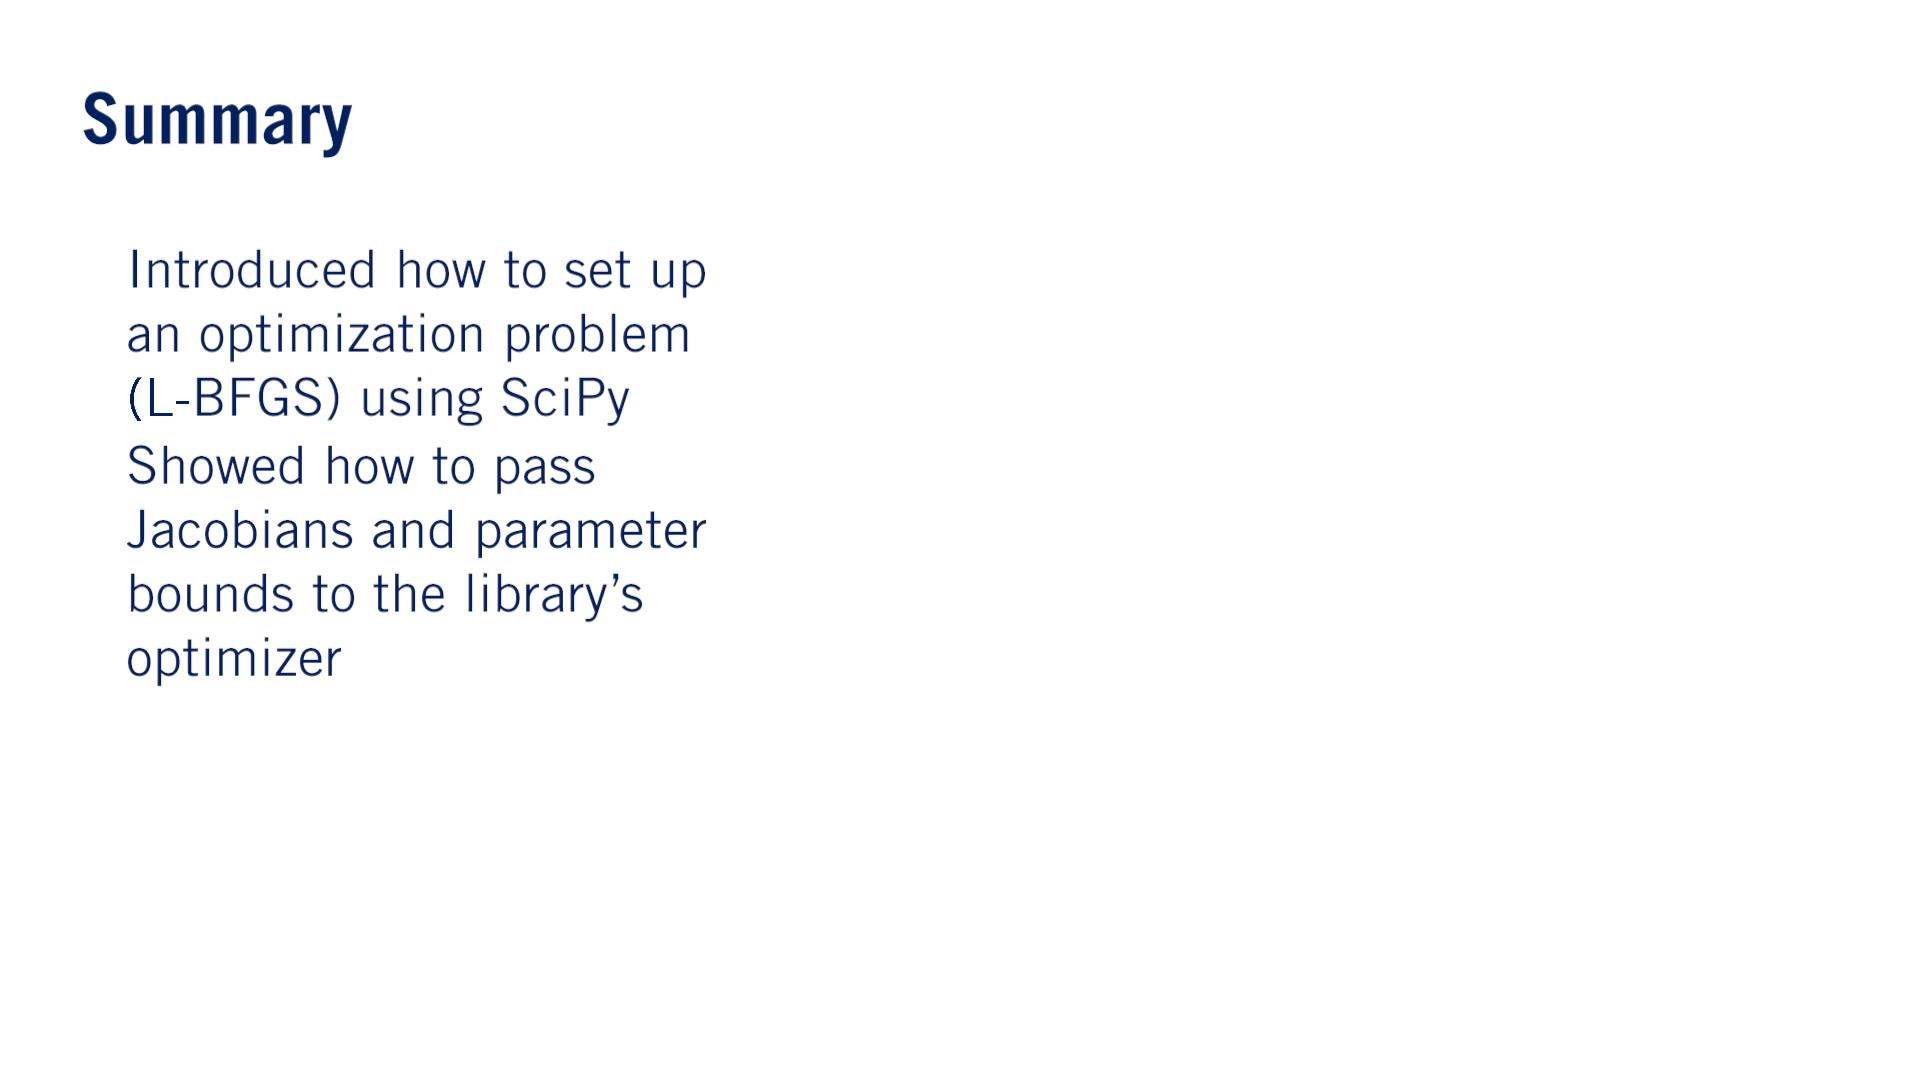 Summary
Introduced how to set up
an optimization problem
(L-BFGS) using SciPy
Showed how to pass
Jacobians and parameter
bounds to the library’s
optimizer